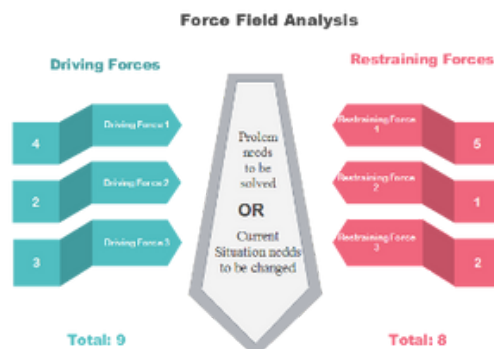 Force Field Analysis
Driving Forces
Restraining Forces
4
Driving Force 1
2
Driving Force 2
3
Driving Force 3
Prolem
needs
to be
solved
OR
Current
Situation nedds
to be changed
Restraining Force
1
5
Restraining Force
2
1
Restraining Force
3
2
Total: 9
Total: 8